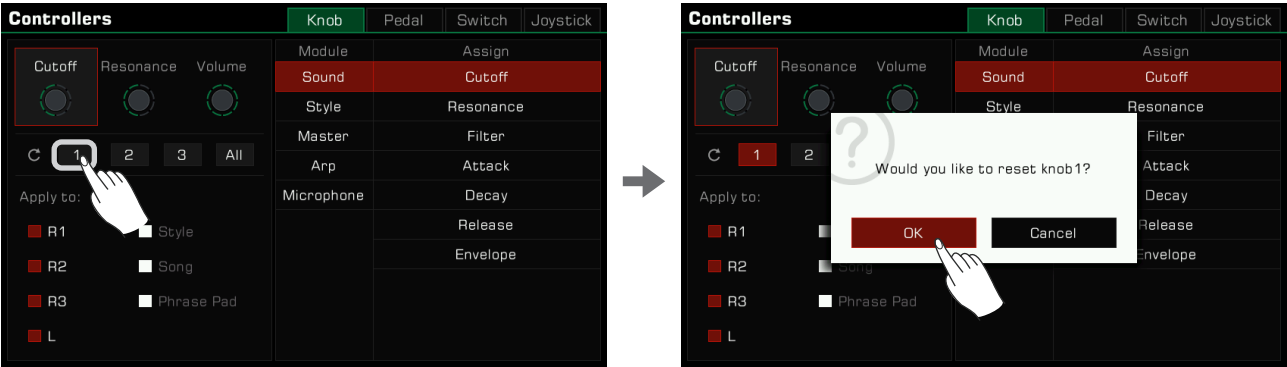 Controllers Knob Pedal Switch Joystick
Cutoff Resonance Volume
1 2 3 All
Apply to:
R1 Style
R2 Song
R3 Phrase Pad
L
Module Assign
Sound Cutoff
Style Resonance
Master Filter
Arp Attack
Microphone Decay
Release
Envelope
Controllers Knob Pedal Switch Joystick
Cutoff Resonance Volume
1 2
Apply to:
R1
R2 Song
R3 Phrase Pad
L
Module Assign
Sound Cutoff
Style Resonance
Filter
Attack
Decay
Release
Envelope
?
Would you like to reset knob1?
OK Cancel